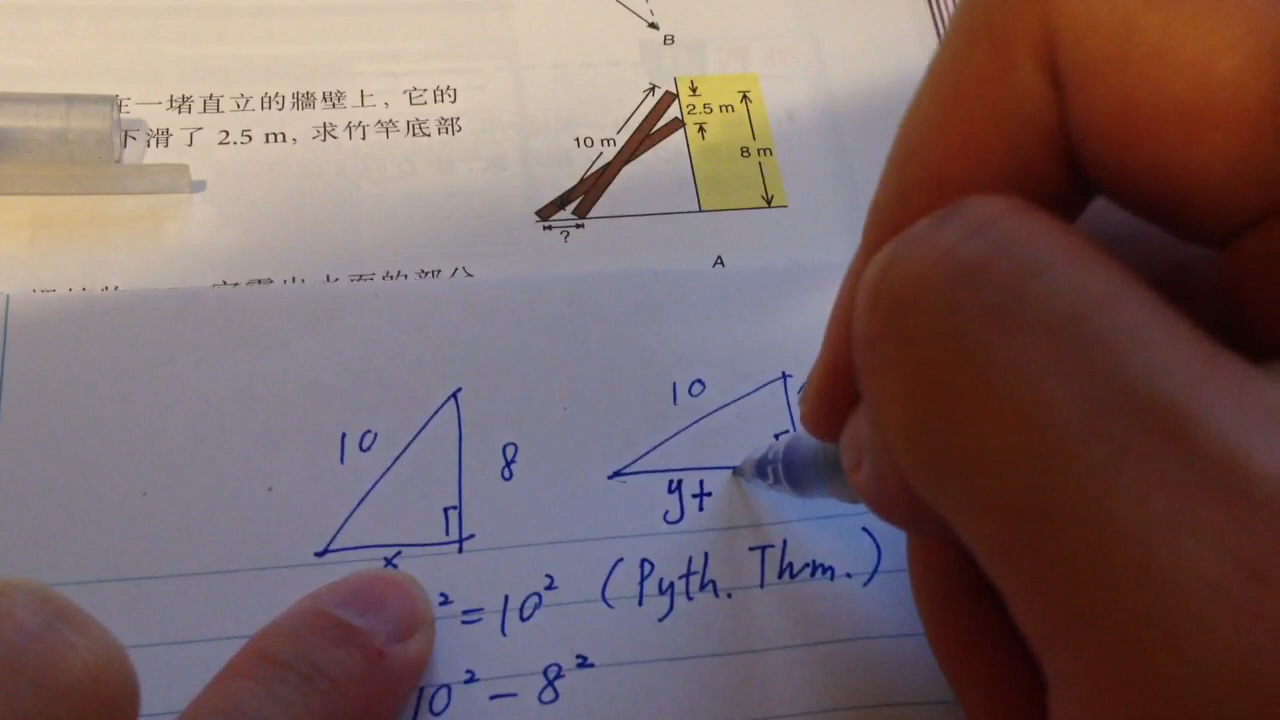 B
在一堵直立的牆壁上, 它的
下滑了 2.5 m, 求竹竿底部
10 m
2.5 m
8 m
?
A
10
8
x
10
y+
² = 10² (Pyth. Thm.)
10² - 8²